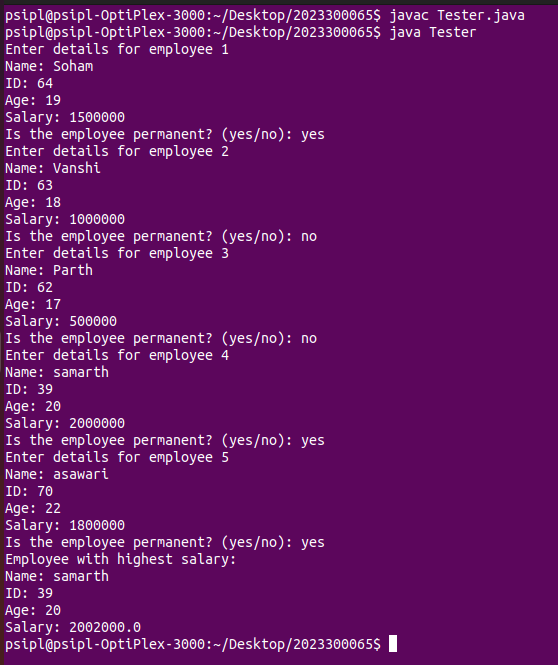 psipl@psipl-OptiPlex-3000:~/Desktop/2023300065$ javac Tester.java
psipl@psipl-OptiPlex-3000:~/Desktop/2023300065$ java Tester
Enter details for employee 1
Name: Soham
ID: 64
Age: 19
Salary: 1500000
Is the employee permanent? (yes/no): yes
Enter details for employee 2
Name: Vanshi
ID: 63
Age: 18
Salary: 1000000
Is the employee permanent? (yes/no): no
Enter details for employee 3
Name: Parth
ID: 62
Age: 17
Salary: 500000
Is the employee permanent? (yes/no): no
Enter details for employee 4
Name: samarth
ID: 39
Age: 20
Salary: 2000000
Is the employee permanent? (yes/no): yes
Enter details for employee 5
Name: asawari
ID: 70
Age: 22
Salary: 1800000
Is the employee permanent? (yes/no): yes
Employee with highest salary:
Name: samarth
ID: 39
Age: 20
Salary: 2002000.0
psipl@psipl-OptiPlex-3000:~/Desktop/2023300065$